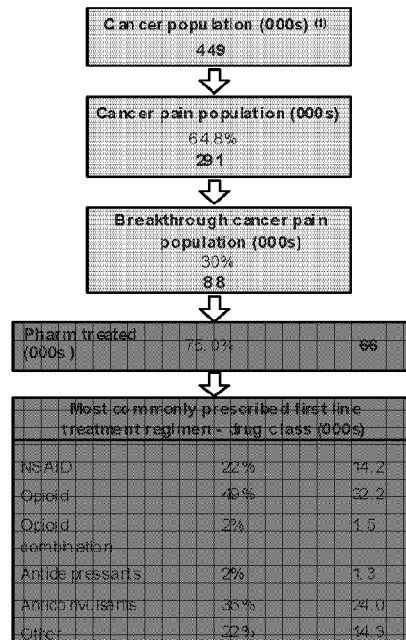 Cancer population (000s) (1)
449
Cancer pain population (000s)
64.8%
291
Breakthrough cancer pain
population (000s)
30%
88
Pharm treated 75.0% 66
(000s)
Most commonly prescribed first line
treatment regimen - drug class (000s)
NSAID 22% 14.2
Opioid 49% 32.2
Opioid 2% 1.5
combination
Antidepressants 2% 1.3
Anticonvulsants 36% 24.0
Other 22% 14.3